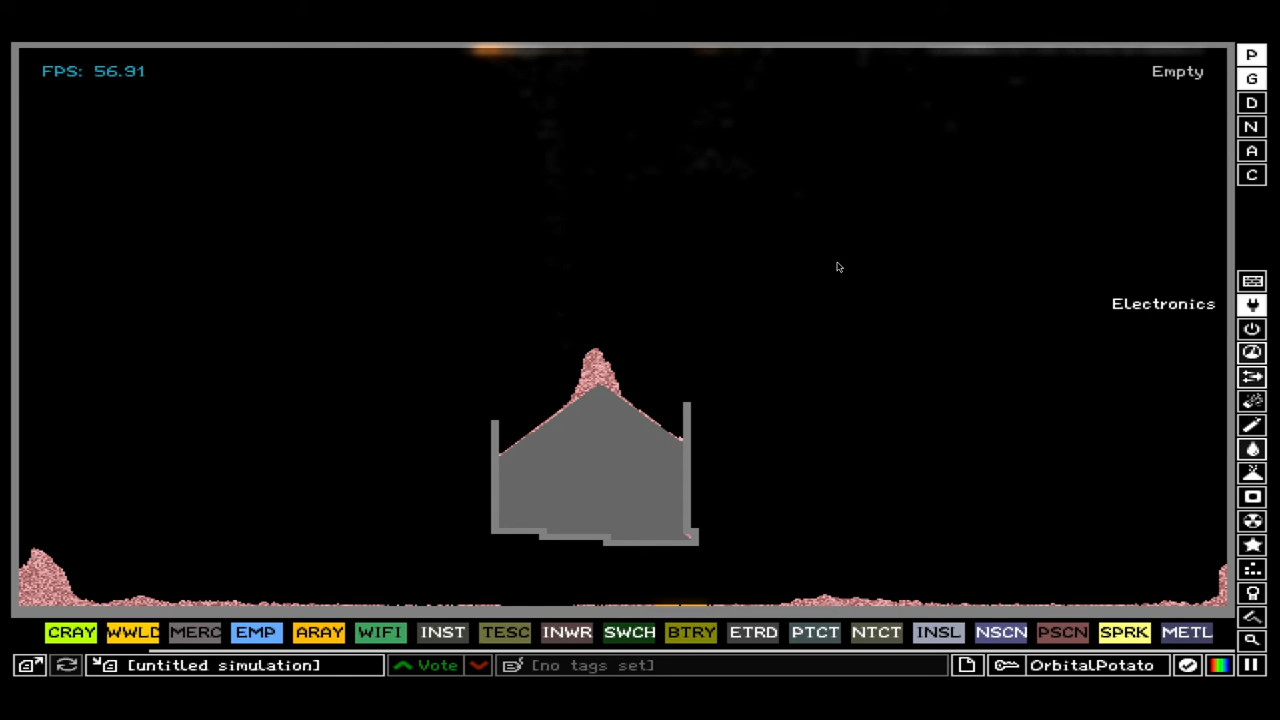 FPS: 56.91
Empty
P
G
D
N
A
C
Electronics
CRAY WWLD MERC EMP ARAY WIFI INST TESC INWR SWCH BTRY ETRD PTCT NTCT INSL NSCN PSCN SPRK METL
[untitled simulation] Vote [no tags set] OrbitalPotato